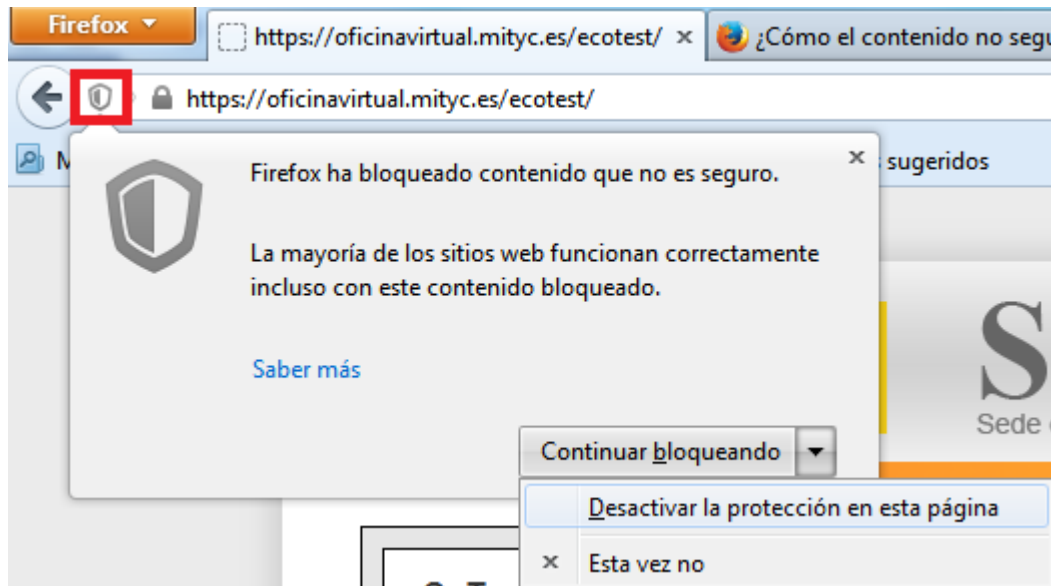 Firefox
https://oficinavirtual.mityc.es/ecotest/ ¿Cómo el contenido no segu
https://oficinavirtual.mityc.es/ecotest/
M sugeridos
Firefox ha bloqueado contenido que no es seguro.
La mayoría de los sitios web funcionan correctamente
incluso con este contenido bloqueado.
Saber más
S
Sede
Continuar bloqueando
Desactivar la protección en esta página
Esta vez no